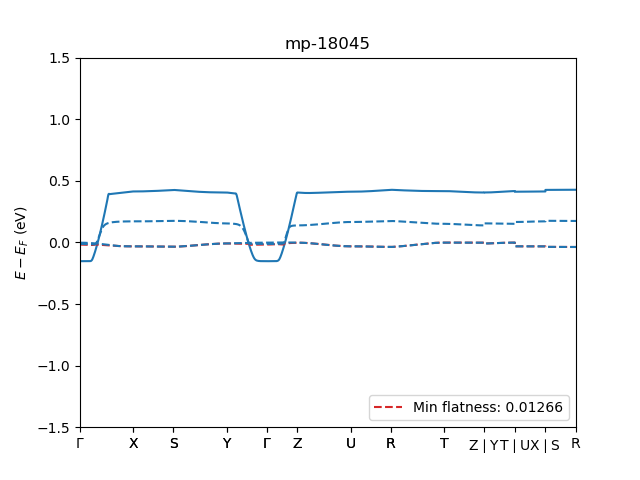 mp-18045
1.5
1.0
0.5
0.0
−0.5
−1.0
−1.5
E − E_F (eV)
Min flatness: 0.01266
Γ X S Y Γ Z U R T Z | Y T | U X | S R